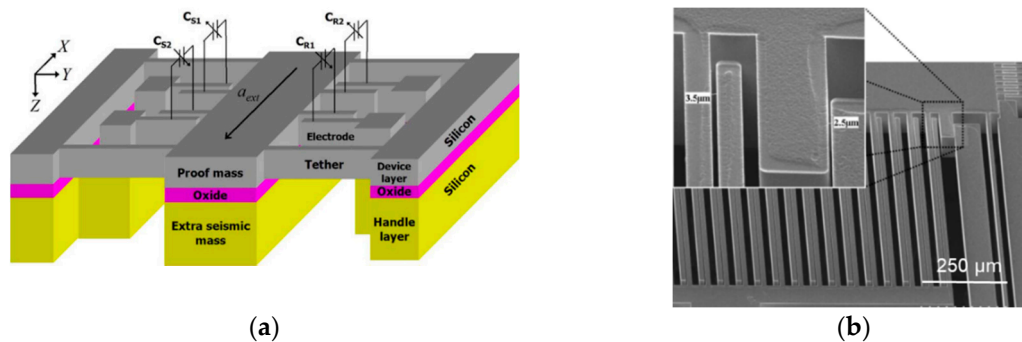 C_S1
C_S2
C_R2
C_R1
X
Y
Z
a_ext
Electrode
Tether
Proof mass
Oxide
Extra seismic
mass
Device
layer
Oxide
Handle
layer
Silicon
Silicon
3.5μm
2.5μm
250 μm
(a)
(b)